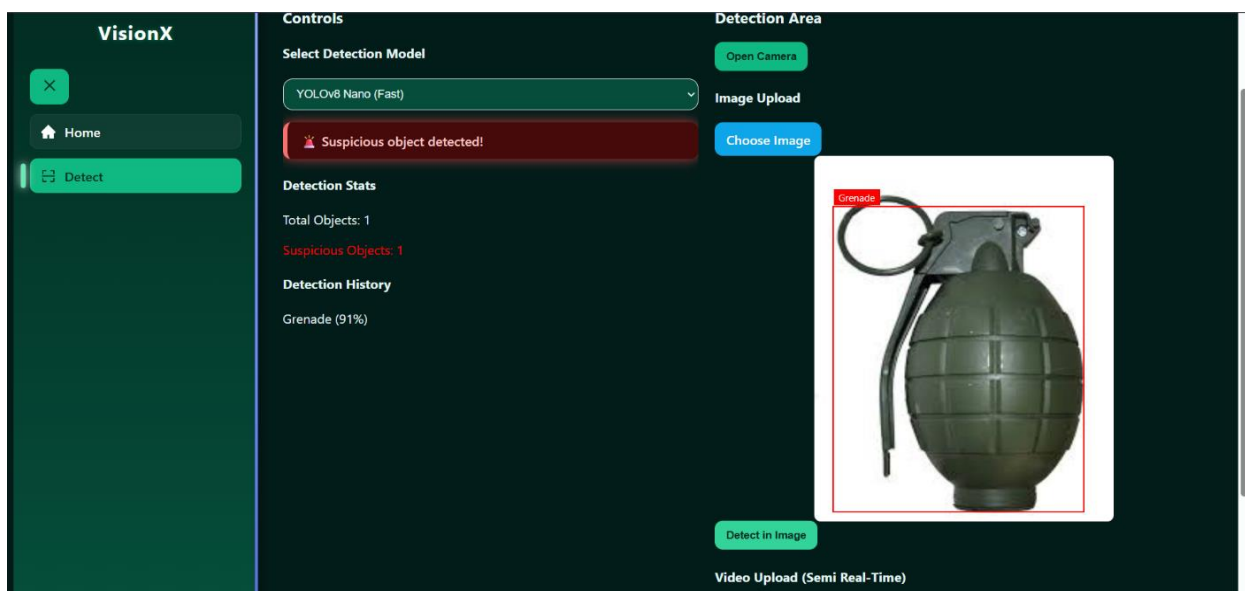 VisionX
Home
Detect
Controls
Select Detection Model
YOLOv8 Nano (Fast)
Suspicious object detected!
Detection Stats
Total Objects: 1
Suspicious Objects: 1
Detection History
Grenade (91%)
Detection Area
Open Camera
Image Upload
Choose Image
Grenade
Detect in Image
Video Upload (Semi Real-Time)